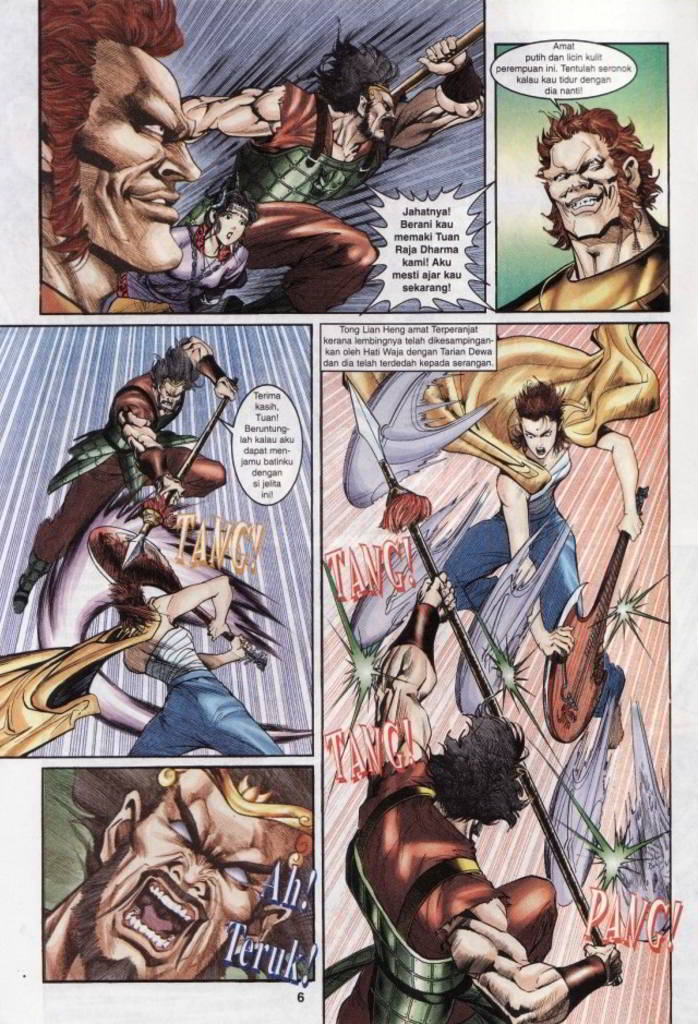 Jahatnya!
Berani kau
memaki Tuan
Raja Dharma
kami! Aku
mesti ajar kau
sekarang!
Amat
putih dan licin kulit
perempuan ini. Tentulah seronok
kalau kau tidur dengan
dia nanti!
Terima
kasih,
Tuan!
Beruntung-
lah kalau aku
dapat men-
jamu batinku
dengan
si jelita
ini!
TANG!
Tong Lian Heng amat Terperanjat
kerana lembingnya telah dikesampingan-
kan oleh Hati Waja dengan Tarian Dewa
dan dia telah terdedah kepada serangan.
TANG!
TANG!
PANG!
Ah!
Teruk!
6